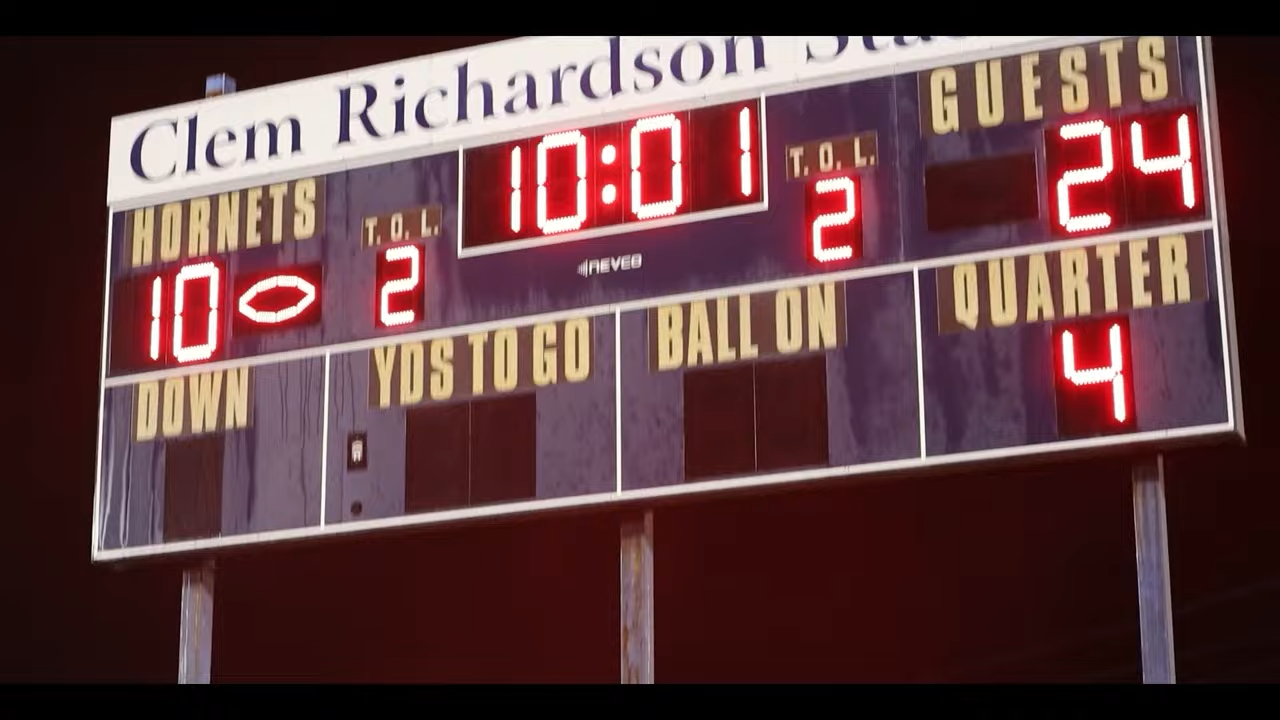 Clem Richardson
GUESTS
10:01
T. O. L.
24
HORNETS
T. O. L.
2
10
2
NEVCO
QUARTER
BALL ON
YDS TO GO
4
DOWN